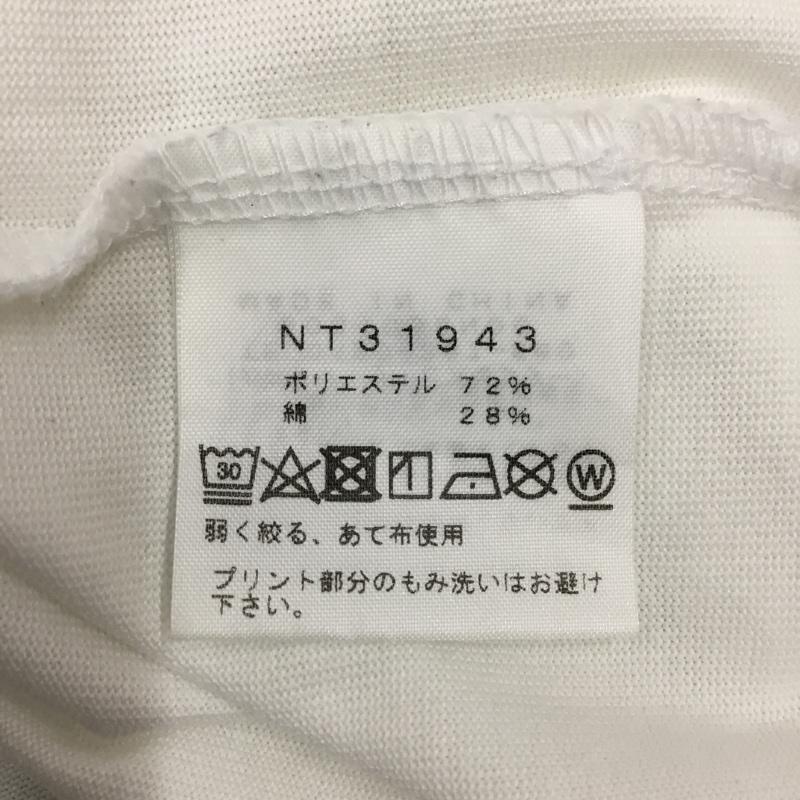 NT31943
ポリエステル 72%
綿 28%
30 W
弱く絞る、あて布使用
プリント部分のもみ洗いはお避け
下さい。